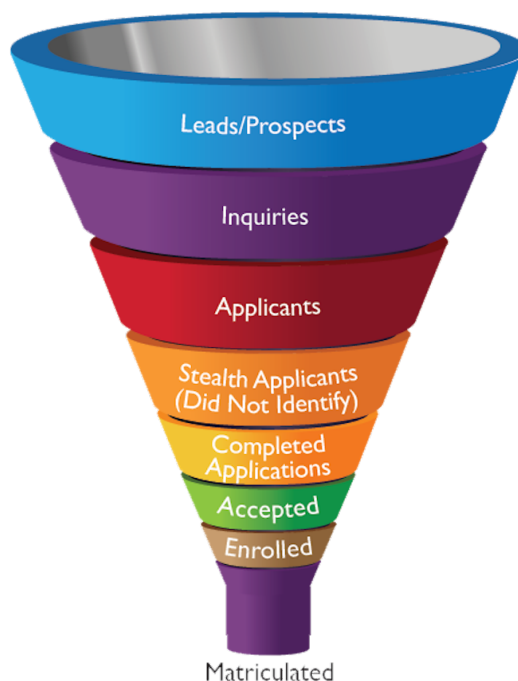 Leads/Prospects
Inquiries
Applicants
Stealth Applicants
(Did Not Identify)
Completed
Applications
Accepted
Enrolled
Matriculated